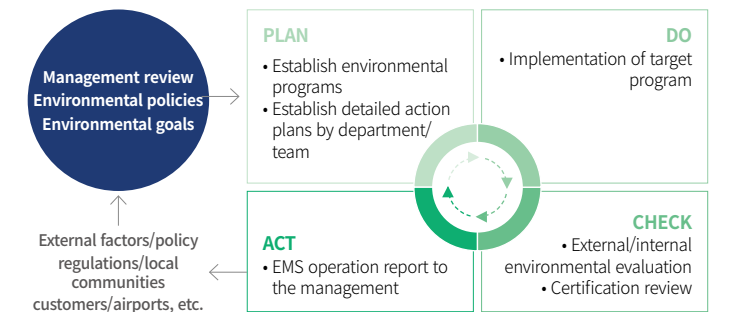 Management review
Environmental policies
Environmental goals
PLAN
• Establish environmental
programs
• Establish detailed action
plans by department/
team
DO
• Implementation of target
program
CHECK
• External/internal
environmental evaluation
• Certification review
ACT
• EMS operation report to
the management
External factors/policy
regulations/local
communities
customers/airports, etc.